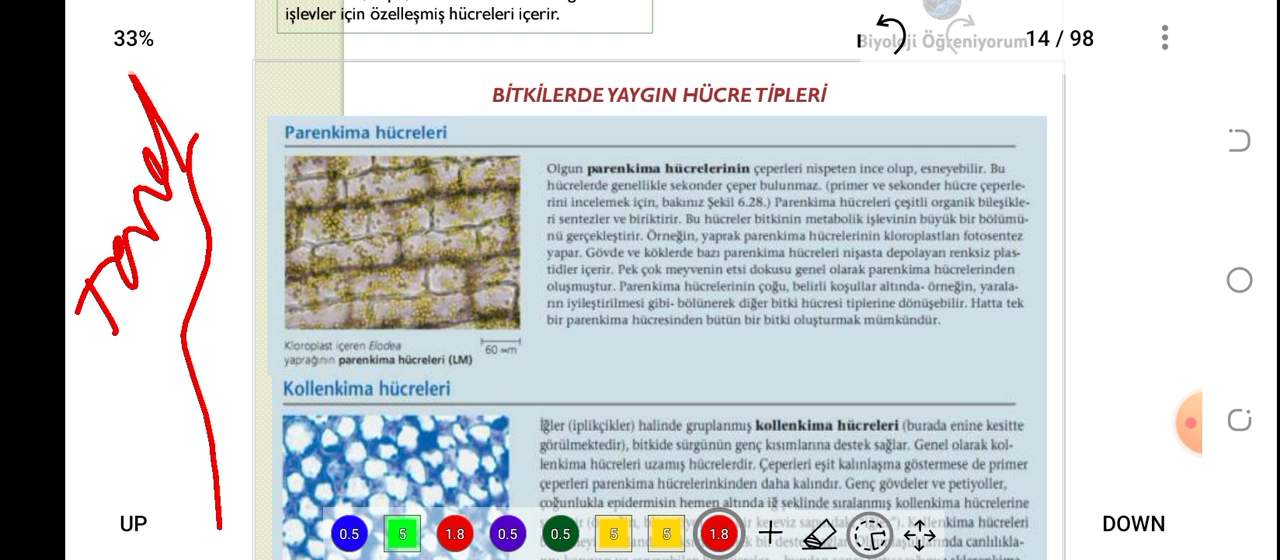 işlevler için özelleşmiş hücreleri içerir.
33%
Biyoloji Öğreniyorum
14 / 98
BİTKİLERDE YAYGIN HÜCRE TİPLERİ
Parenkima hücreleri
Olgun parenkima hücrelerinin çeperleri nispeten ince olup, esneyebilir. Bu
hücrelerde genellikle sekonder çeper bulunmaz. (primer ve sekonder hücre çeperle-
rini incelemek için, bakınız Şekil 6.28.) Parenkima hücreleri çeşitli organik bileşikle-
ri sentezler ve biriktirir. Bu hücreler bitkinin metabolik işlevinin büyük bir bölümü-
nü gerçekleştirir. Örneğin, yaprak parenkima hücrelerinin kloroplastları fotosentez
yapar. Gövde ve köklerde bazı parenkima hücreleri nişasta depolayan renksiz plas-
tidler içerir. Pek çok meyvenin etsi dokusu genel olarak parenkima hücrelerinden
oluşmuştur. Parenkima hücrelerinin çoğu, belirli koşullar altında- örneğin, yarala-
rın iyileştirilmesi gibi- bölünerek diğer bitki hücresi tiplerine dönüşebilir. Hatta tek
bir parenkima hücresinden bütün bir bitki oluşturmak mümkündür.
Kloroplast içeren Elodea
yaprağının parenkima hücreleri (LM)
60
Kollenkima hücreleri
İğler (iplikçikler) halinde gruplanmış kollenkima hücreleri (burada enine kesitte
görülmektedir), bitkide sürgünün genç kısımlarına destek sağlar. Genel olarak kol-
lenkima hücreleri uzamış hücrelerdir. Çeperleri eşit kalınlaşma göstermese de primer
çeperleri parenkima hücrelerinkinden daha kalındır. Genç gövdeler ve petiyoller,
çoğunlukla epidermisin hemen altında iğ şeklinde sıralanmış kollenkima hücrelerine
UP
0.5
5
1.8
0.5
0.5
5
5
1.8
DOWN